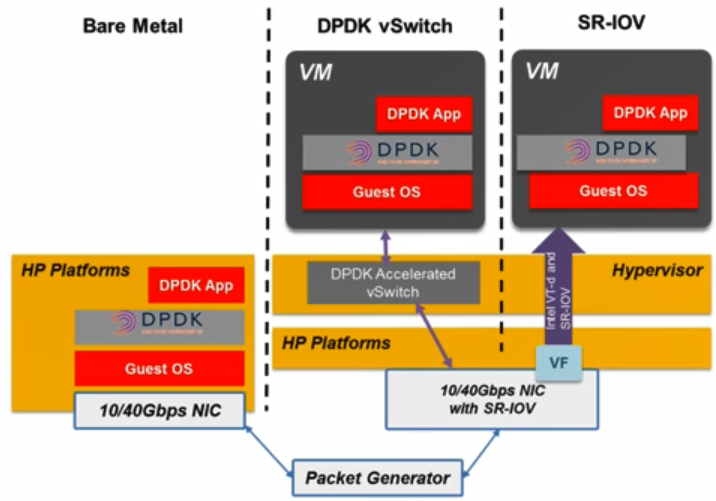 Bare Metal
DPDK vSwitch
SR-IOV
VM
DPDK App
DPDK
Guest OS
VM
DPDK App
DPDK
Guest OS
HP Platforms
DPDK App
DPDK
Guest OS
10/40Gbps NIC
DPDK Accelerated
vSwitch
Hypervisor
Intel VT-d and
SR-IOV
HP Platforms
VF
10/40Gbps NIC
with SR-IOV
Packet Generator